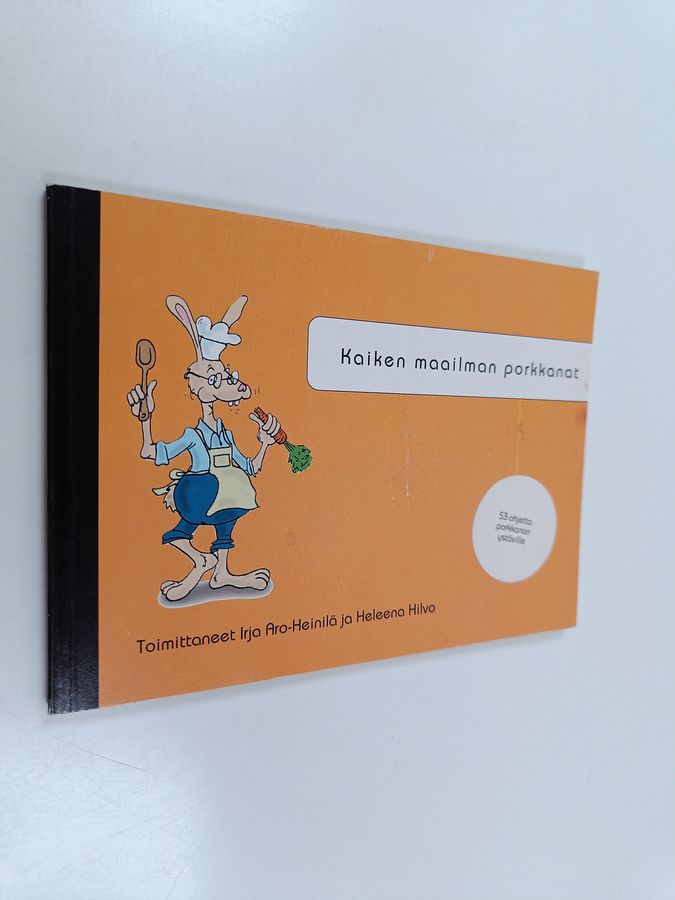 Kaiken maailman porkkanat
53 ohjetta
porkkanan
ystäville
Toimittaneet Irja Aro-Heinilä ja Heleena Hilvo